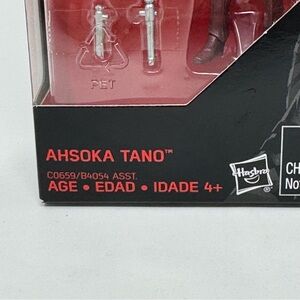 PET
AHSOKA TANO™
C0659/B4054 ASST.
AGE • EDAD • IDADE 4+
Hasbro
®
CH
No